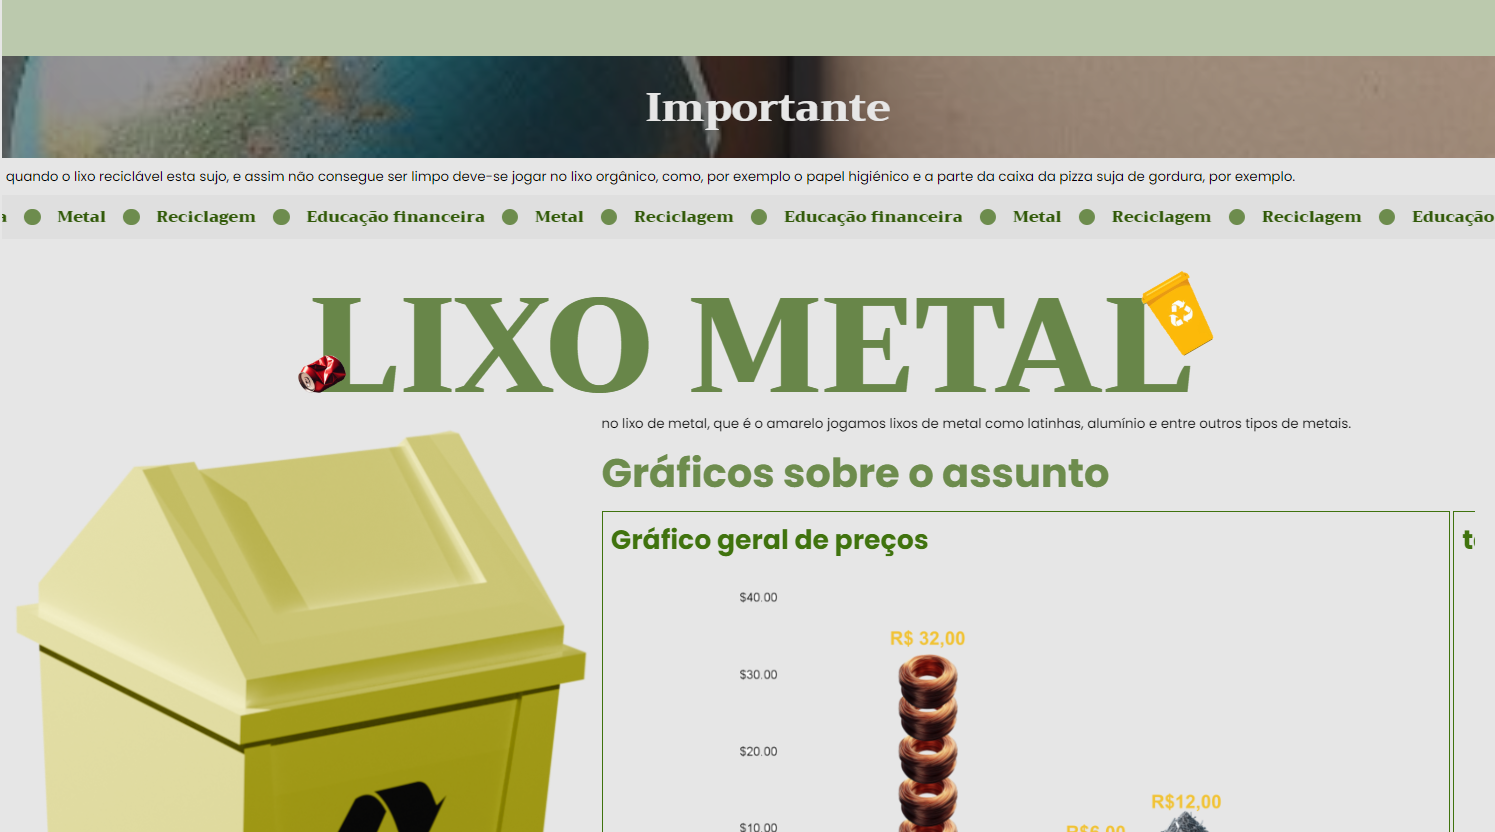 Importante
quando o lixo reciclável esta sujo, e assim não consegue ser limpo deve-se jogar no lixo orgânico, como, por exemplo o papel higiénico e a parte da caixa da pizza suja de gordura, por exemplo.
a Metal Reciclagem Educação financeira Metal Reciclagem Educação financeira Metal Reciclagem Reciclagem Educação
LIXO METAL
no lixo de metal, que é o amarelo jogamos lixos de metal como latinhas, alumínio e entre outros tipos de metais.
Gráficos sobre o assunto
Gráfico geral de preços
$40.00
R$ 32,00
$30.00
$20.00
R$12,00
$10.00
R$6,00